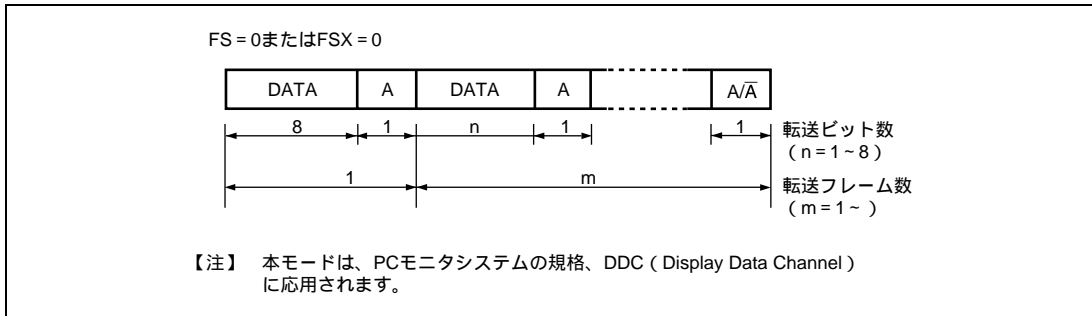 FS = 0またはFSX = 0
DATA A DATA A A/A̅
8 1 n 1 1 転送ビット数
（n = 1 ~ 8）
1 m 転送フレーム数
（m = 1 ~ ）
【注】 本モードは、PCモニタシステムの規格、DDC（Display Data Channel）
に応用されます。